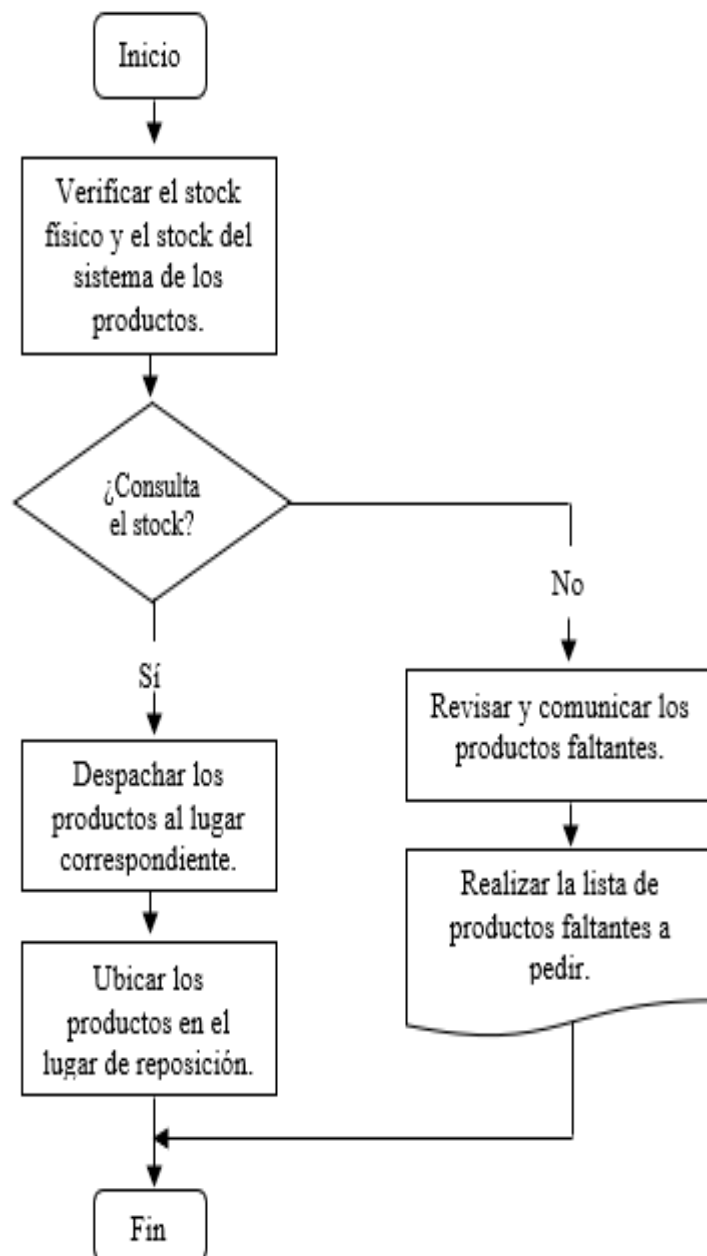 Inicio
Verificar el stock
físico y el stock del
sistema de los
productos.
¿Consulta
el stock?
No
Sí
Revisar y comunicar los
productos faltantes.
Despachar los
productos al lugar
correspondiente.
Realizar la lista de
productos faltantes a
pedir.
Ubicar los
productos en el
lugar de reposición.
Fin